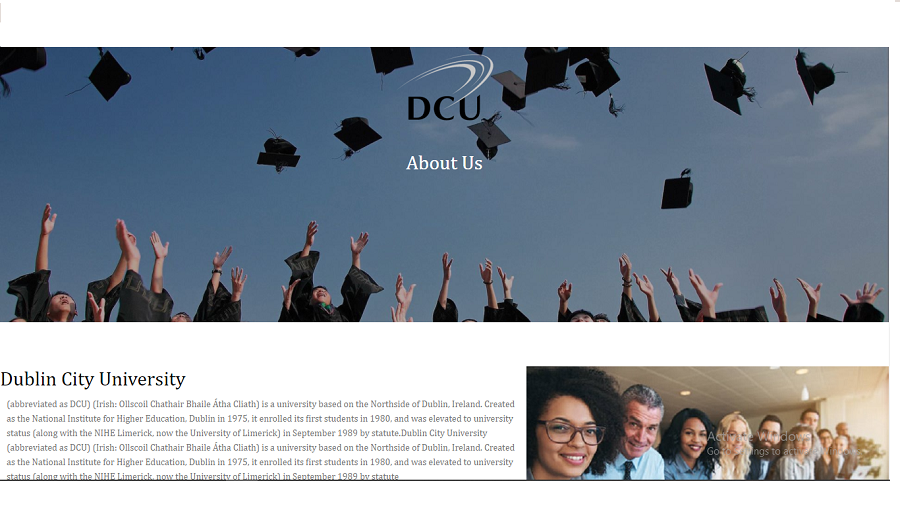 DCU
About Us
Dublin City University
(abbreviated as DCU) (Irish: Ollscoil Chathair Bhaile Átha Cliath) is a university based on the Northside of Dublin, Ireland. Created
as the National Institute for Higher Education, Dublin in 1975, it enrolled its first students in 1980, and was elevated to university
status (along with the NIHE Limerick, now the University of Limerick) in September 1989 by statute.Dublin City University
(abbreviated as DCU) (Irish: Ollscoil Chathair Bhaile Átha Cliath) is a university based on the Northside of Dublin, Ireland. Created
as the National Institute for Higher Education, Dublin in 1975, it enrolled its first students in 1980, and was elevated to university
status (along with the NIHE Limerick, now the University of Limerick) in September 1989 by statute
Activate Windows
Go to Settings to activate